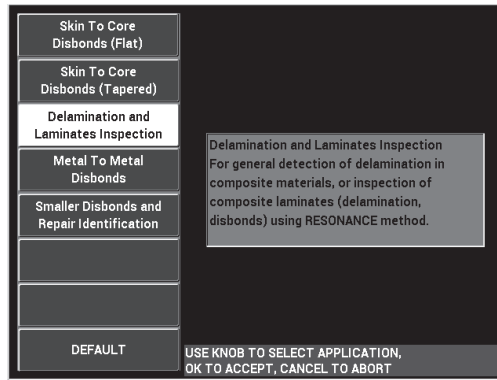 Skin To Core
Disbonds (Flat)
Skin To Core
Disbonds (Tapered)
Delamination and
Laminates Inspection
Metal To Metal
Disbonds
Smaller Disbonds and
Repair Identification
DEFAULT
Delamination and Laminates Inspection
For general detection of delamination in
composite materials, or inspection of
composite laminates (delamination,
disbonds) using RESONANCE method.
USE KNOB TO SELECT APPLICATION,
OK TO ACCEPT, CANCEL TO ABORT